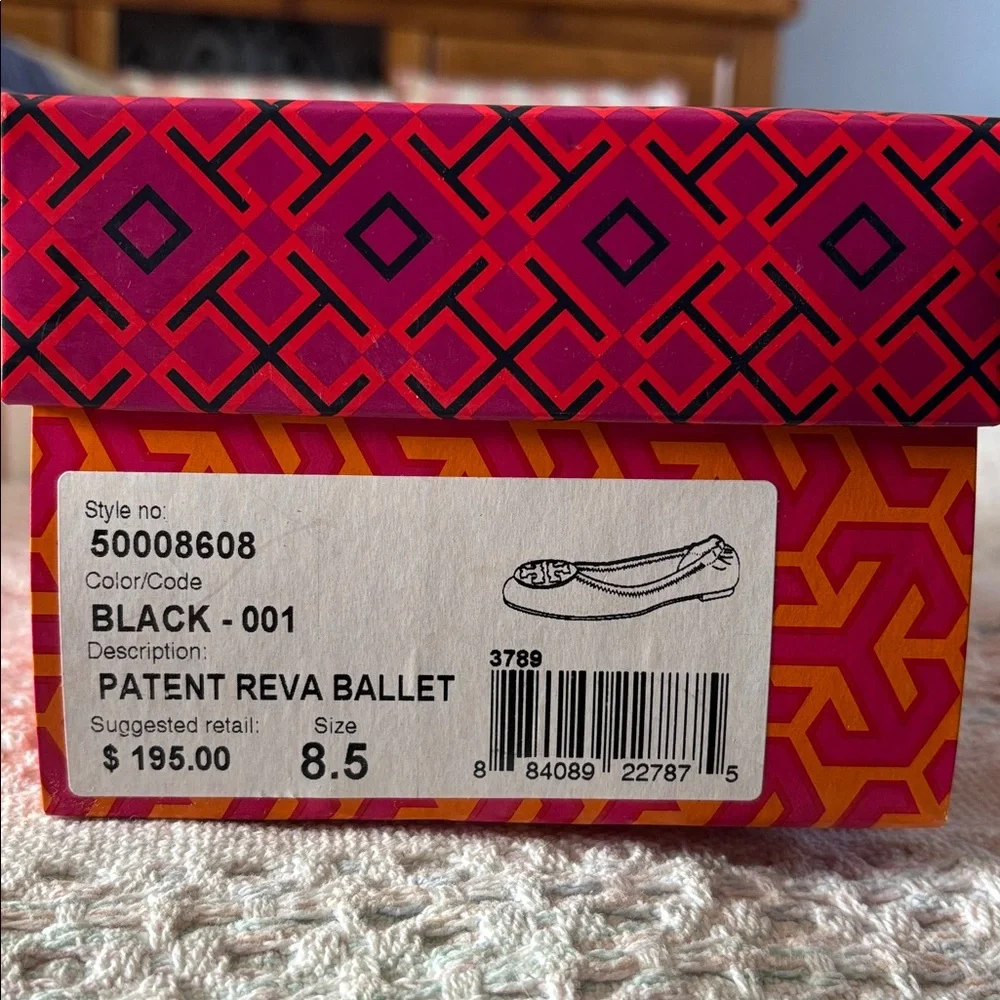 Style no:
50008608
Color/Code
BLACK - 001
Description:
PATENT REVA BALLET
Suggested retail: Size
$ 195.00 8.5
3789
8 84089 22787 5